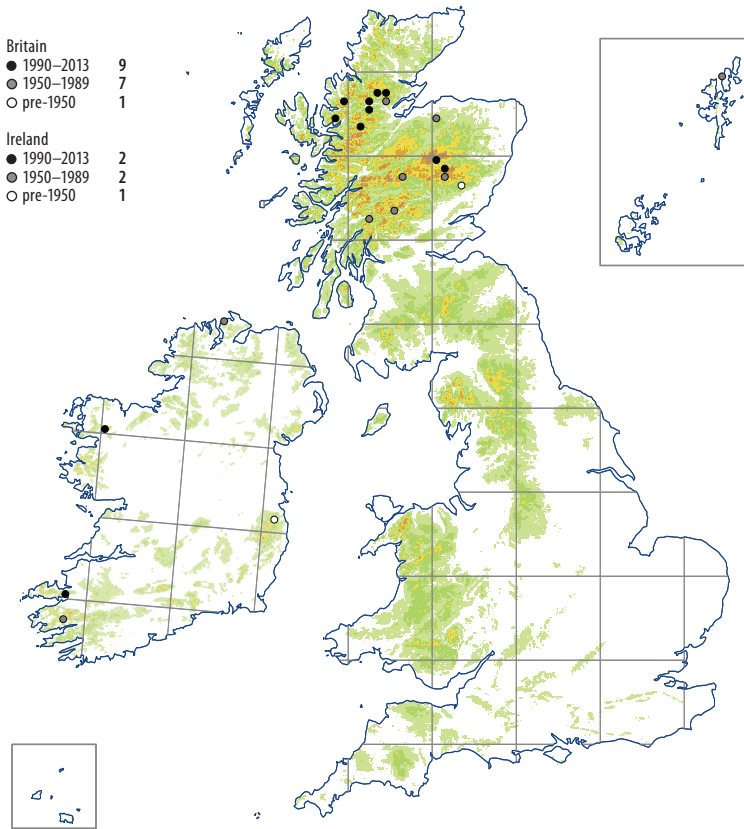 Britain
1990–2013 9
1950–1989 7
pre-1950 1
Ireland
1990–2013 2
1950–1989 2
pre-1950 1